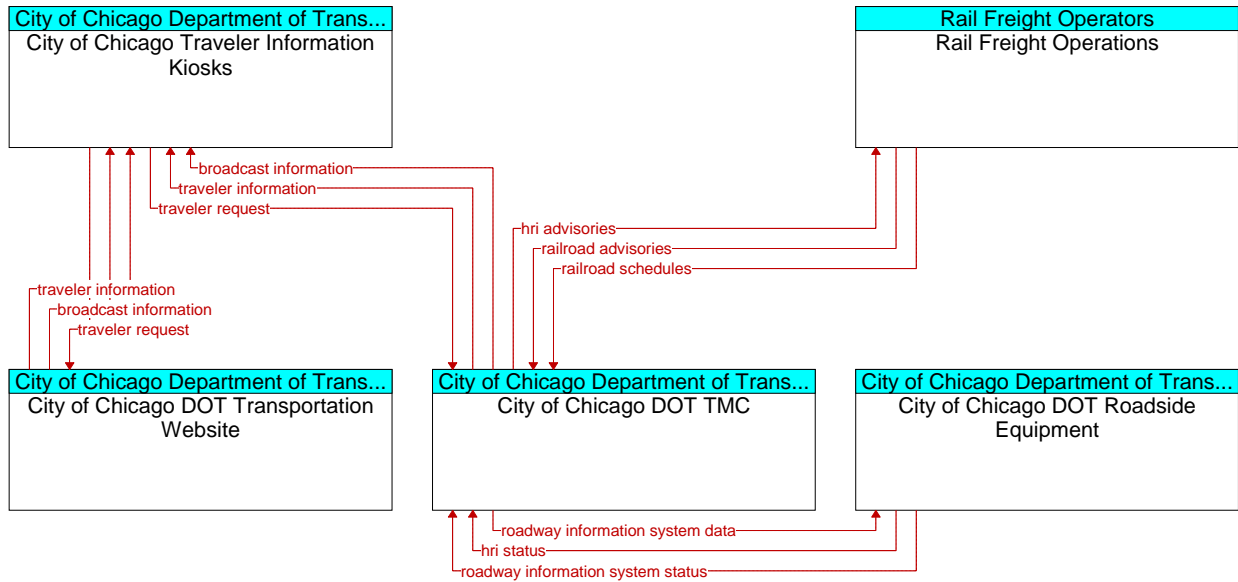 City of Chicago Department of Trans...
City of Chicago Traveler Information
Kiosks
Rail Freight Operators
Rail Freight Operations
broadcast information
traveler information
traveler request
hri advisories
railroad advisories
railroad schedules
traveler information
broadcast information
traveler request
City of Chicago Department of Trans...
City of Chicago DOT Transportation
Website
City of Chicago Department of Trans...
City of Chicago DOT TMC
City of Chicago Department of Trans...
City of Chicago DOT Roadside
Equipment
roadway information system data
hri status
roadway information system status